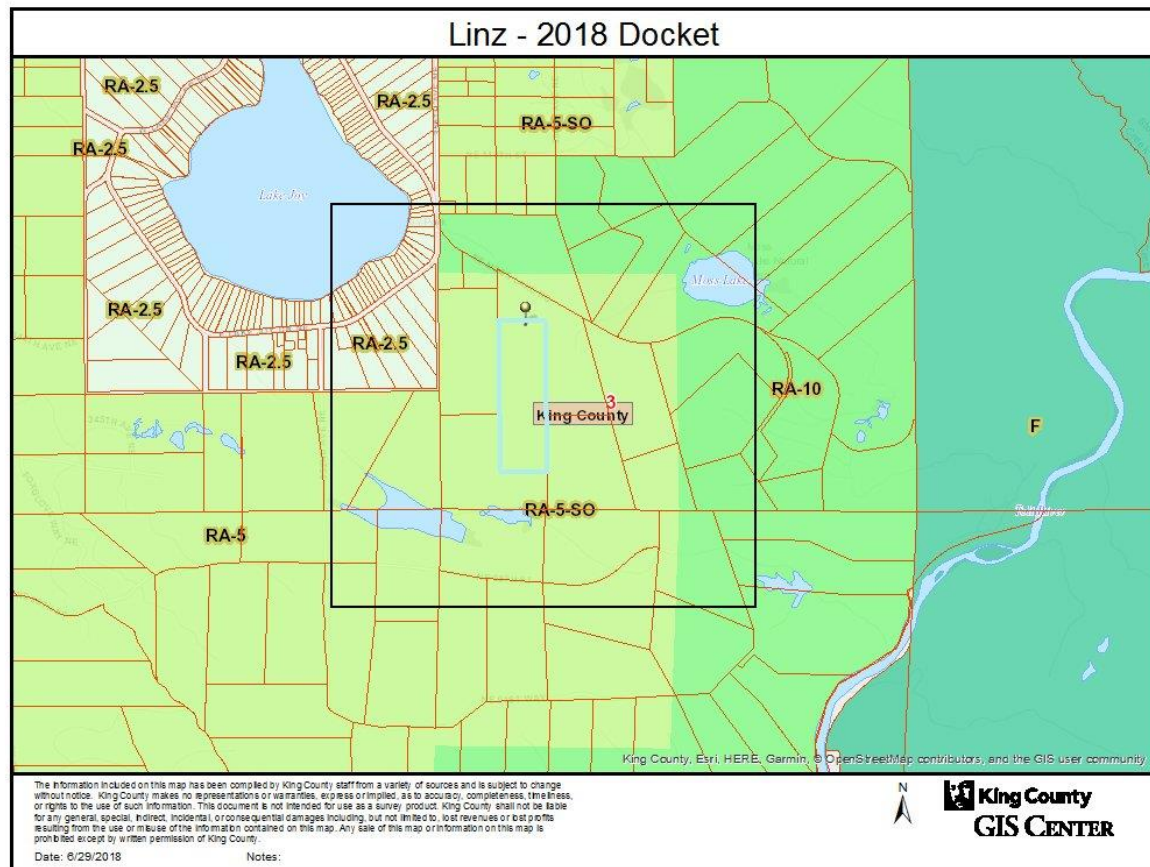 Linz - 2018 Docket
RA-2.5
RA-2.5
RA-5-SO
RA-2.5
Lake Joy
Moss Lake
RA-2.5
RA-2.5
RA-2.5
RA-10
3
King County
F
RA-5-SO
RA-5
King County, Esri, HERE, Garmin, © OpenStreetMap contributors, and the GIS user community
The information included on this map has been compiled by King County staff from a variety of sources and is subject to change
without notice. King County makes no representations or warranties, express or implied, as to accuracy, completeness, timeliness,
or rights to the use of such information. This document is not intended for use as a survey product. King County shall not be liable
for any general, special, indirect, incidental, or consequential damages including, but not limited to, lost revenues or lost profits
resulting from the use or misuse of the information contained on this map. Any sale of this map or information on this map is
prohibited except by written permission of King County.
Date: 6/29/2018 Notes:
N
King County
GIS CENTER